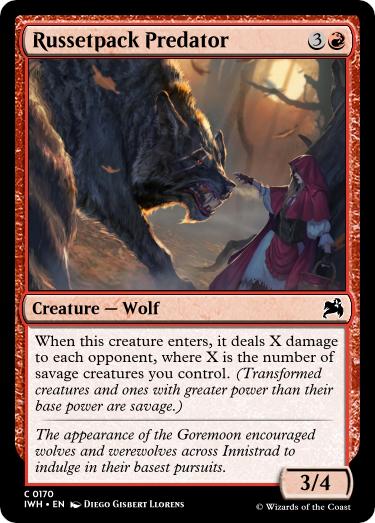 Russetpack Predator 3
Creature — Wolf
When this creature enters, it deals X damage
to each opponent, where X is the number of
savage creatures you control. (Transformed
creatures and ones with greater power than their
base power are savage.)
The appearance of the Goremoon encouraged
wolves and werewolves across Innistrad to
indulge in their basest pursuits.
3/4
C 0170
IWH • EN Diego Gisbert Llorens
© Wizards of the Coast